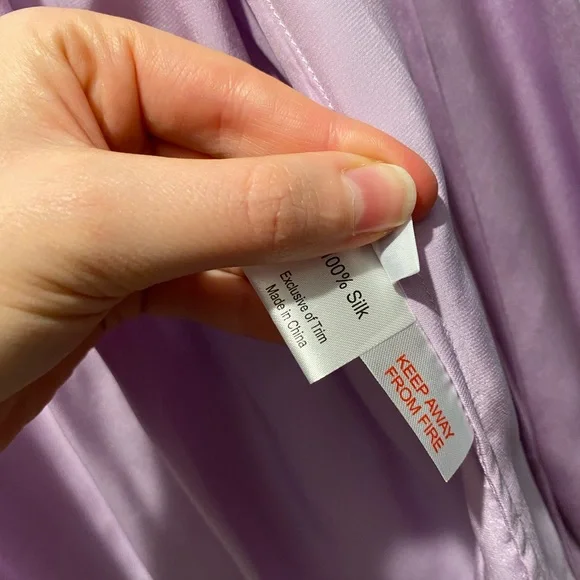 100% Silk
Exclusive of Trim
Made in China
KEEP AWAY
FROM FIRE